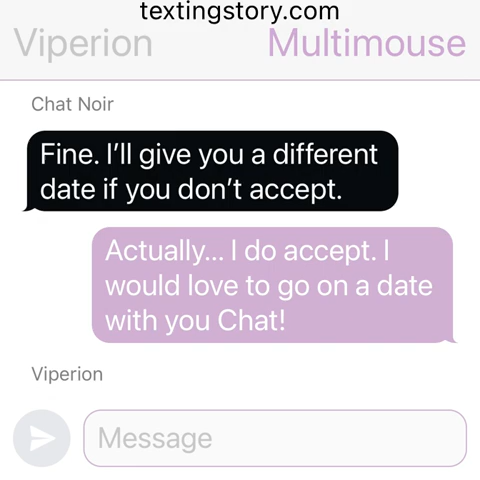 textingstory.com
Viperion Multimouse
Chat Noir
Fine. I’ll give you a different
date if you don’t accept.
Actually... I do accept. I
would love to go on a date
with you Chat!
Viperion
Message